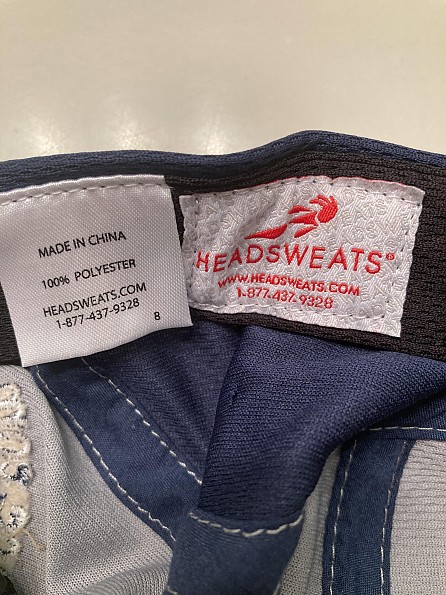 MADE IN CHINA
100% POLYESTER
HEADSWEATS.COM
1-877-437-9328
8
HEADSWEATS®
WWW.HEADSWEATS.COM
1-877-437-9328